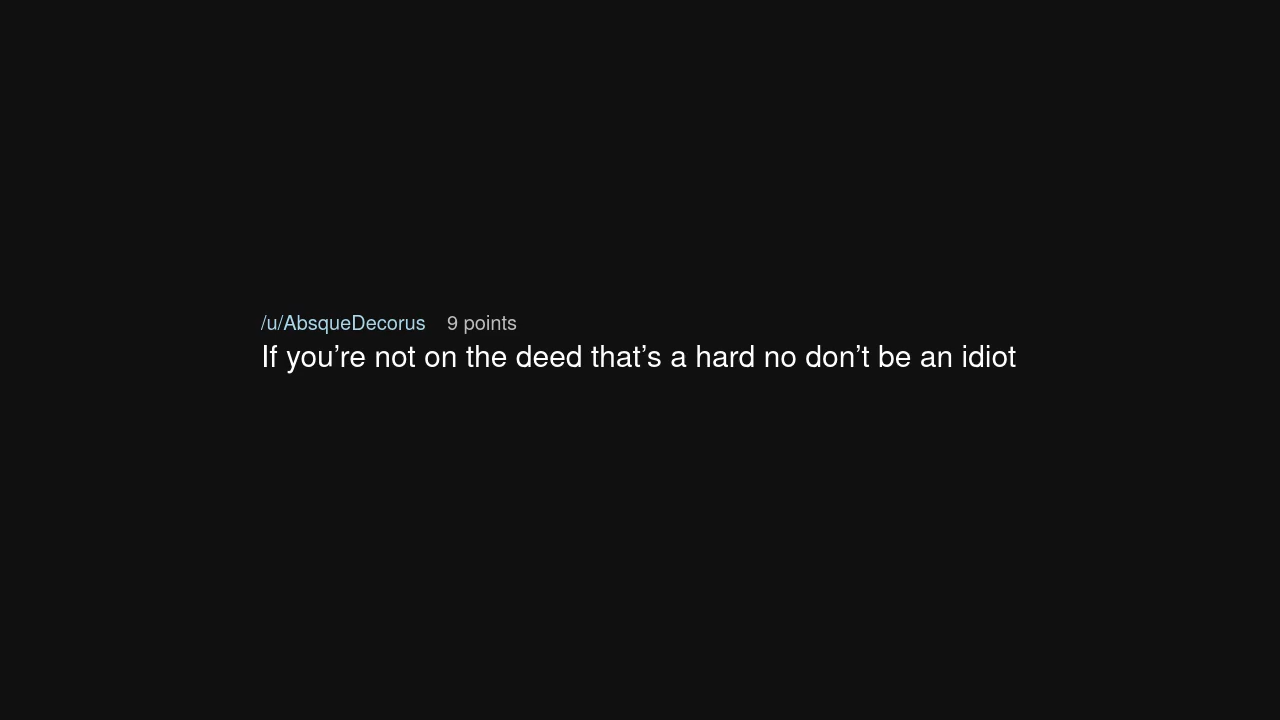 /u/AbsqueDecorus 9 points
If you’re not on the deed that’s a hard no don’t be an idiot